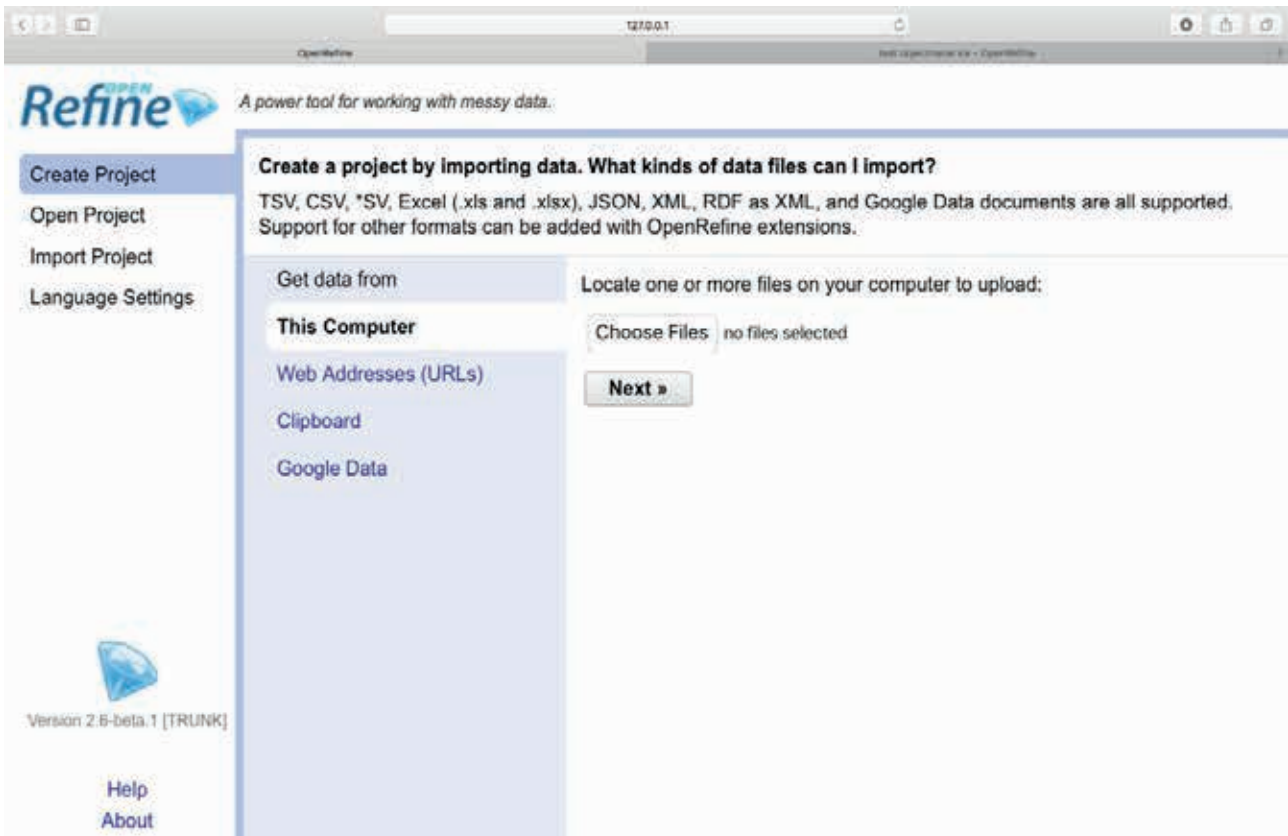 127.0.0.1
OpenRefine
OPEN
Refine
A power tool for working with messy data.
Create Project
Open Project
Import Project
Language Settings
Create a project by importing data. What kinds of data files can I import?
TSV, CSV, *SV, Excel (.xls and .xlsx), JSON, XML, RDF as XML, and Google Data documents are all supported.
Support for other formats can be added with OpenRefine extensions.
Get data from
This Computer
Web Addresses (URLs)
Clipboard
Google Data
Locate one or more files on your computer to upload:
Choose Files no files selected
Next »
Version 2.6-beta.1 [TRUNK]
Help
About